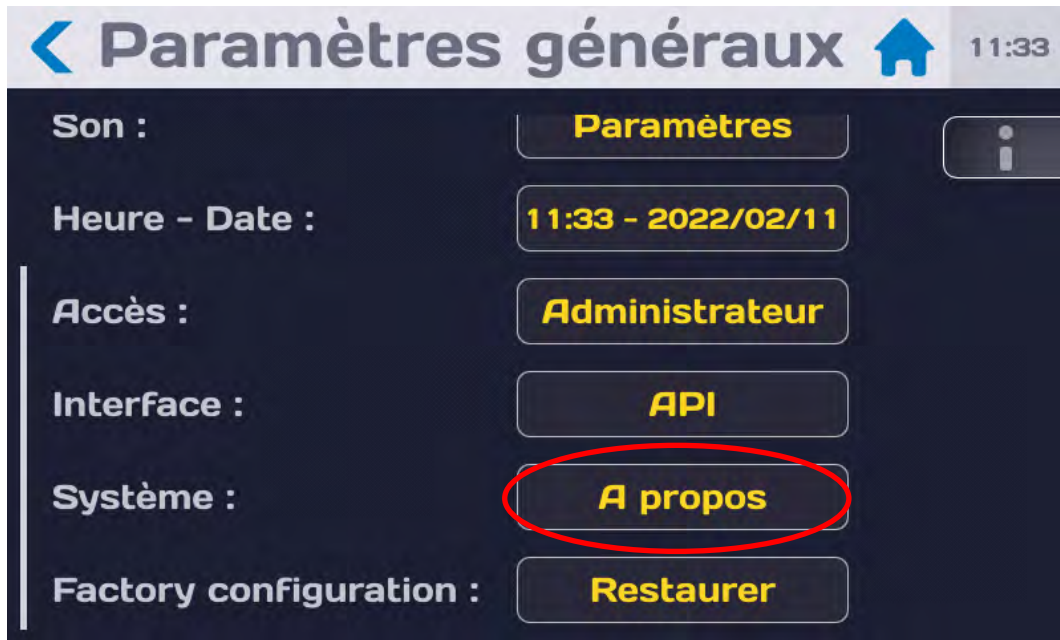 Paramètres généraux 11:33
Son : Paramètres
Heure - Date : 11:33 - 2022/02/11
Accès : Administrateur
Interface : API
Système : A propos
Factory configuration : Restaurer